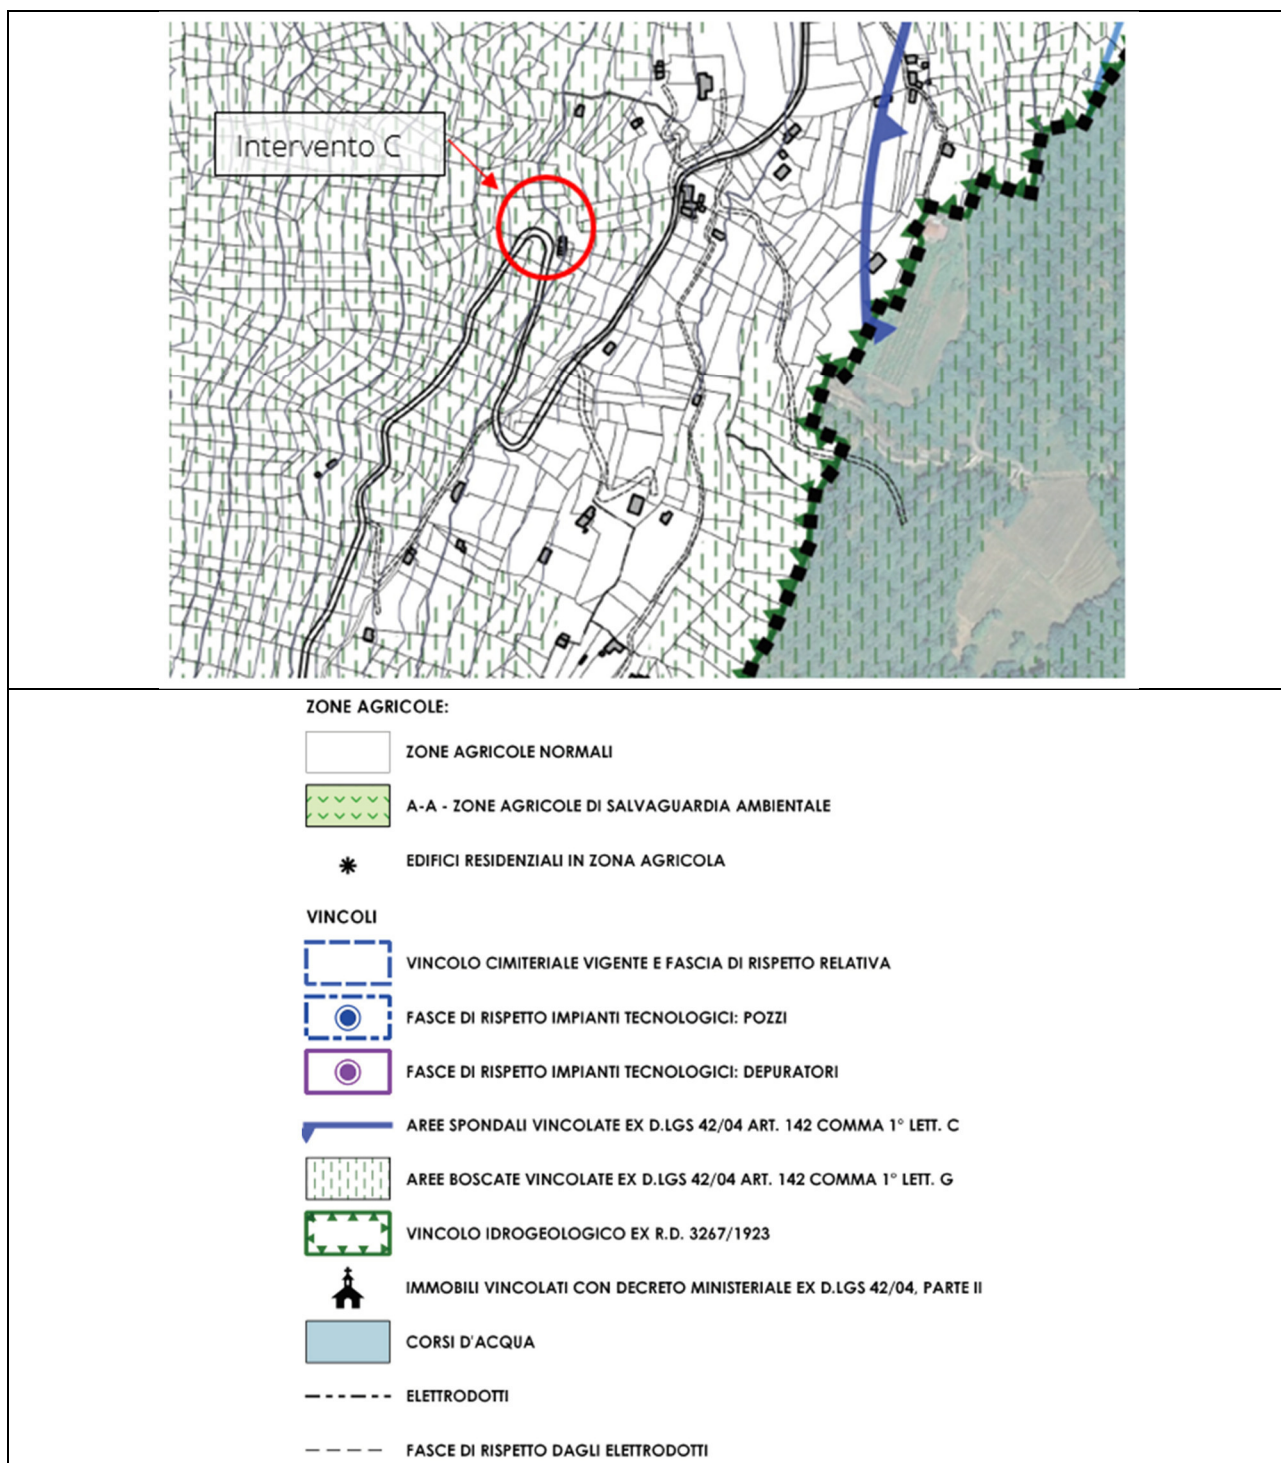 Intervento C
ZONE AGRICOLE:
ZONE AGRICOLE NORMALI
A-A - ZONE AGRICOLE DI SALVAGUARDIA AMBIENTALE
EDIFICI RESIDENZIALI IN ZONA AGRICOLA
VINCOLI
VINCOLO CIMITERIALE VIGENTE E FASCIA DI RISPETTO RELATIVA
FASCE DI RISPETTO IMPIANTI TECNOLOGICI: POZZI
FASCE DI RISPETTO IMPIANTI TECNOLOGICI: DEPURATORI
AREE SPONDALI VINCOLATE EX D.LGS 42/04 ART. 142 COMMA 1° LETT. C
AREE BOSCATE VINCOLATE EX D.LGS 42/04 ART. 142 COMMA 1° LETT. G
VINCOLO IDROGEOLOGICO EX R.D. 3267/1923
IMMOBILI VINCOLATI CON DECRETO MINISTERIALE EX D.LGS 42/04, PARTE II
CORSI D'ACQUA
ELETTRODOTTI
FASCE DI RISPETTO DAGLI ELETTRODOTTI